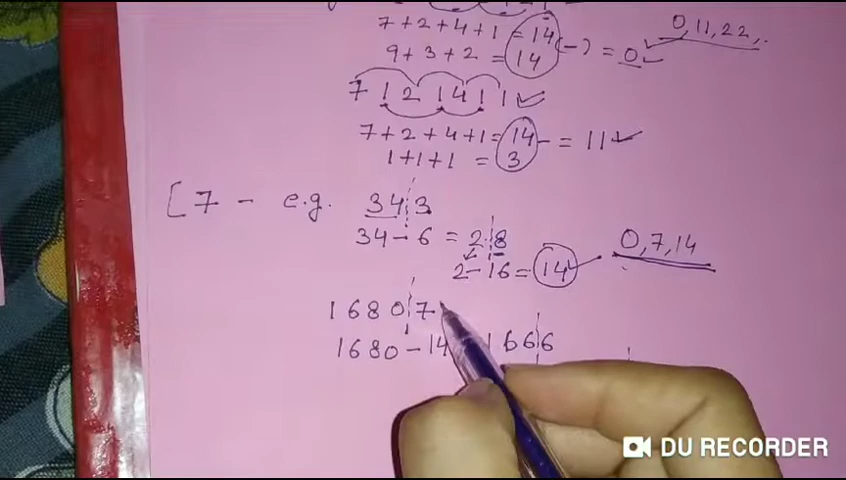 7+2+4+1 = 14 (-) = 0
0, 11, 22,.
9+3+2 = 14
7 1 2 1 4 1 1
7+2+4+1 = 14 - = 11
1+1+1 = 3
[7 - e.g. 343
34 - 6 = 28
0, 7, 14
2 - 16 = 14
16807
1680 - 14 1666
DU RECORDER